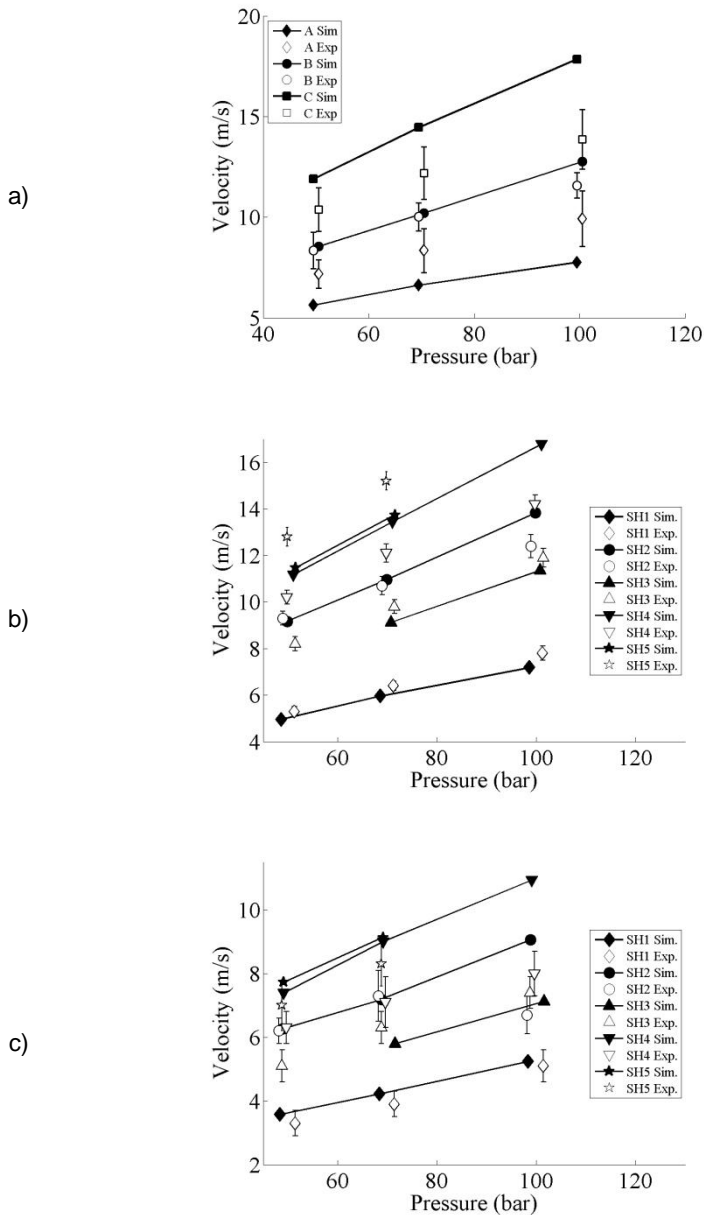 a)
20
15
10
5
Velocity (m/s)
A Sim
A Exp
B Sim
B Exp
C Sim
C Exp
40 60 80 100 120
Pressure (bar)
b)
16
14
12
10
8
6
4
Velocity (m/s)
SH1 Sim.
SH1 Exp.
SH2 Sim.
SH2 Exp.
SH3 Sim.
SH3 Exp.
SH4 Sim.
SH4 Exp.
SH5 Sim.
SH5 Exp.
60 80 100 120
Pressure (bar)
c)
10
8
6
4
2
Velocity (m/s)
SH1 Sim.
SH1 Exp.
SH2 Sim.
SH2 Exp.
SH3 Sim.
SH3 Exp.
SH4 Sim.
SH4 Exp.
SH5 Sim.
SH5 Exp.
60 80 100 120
Pressure (bar)